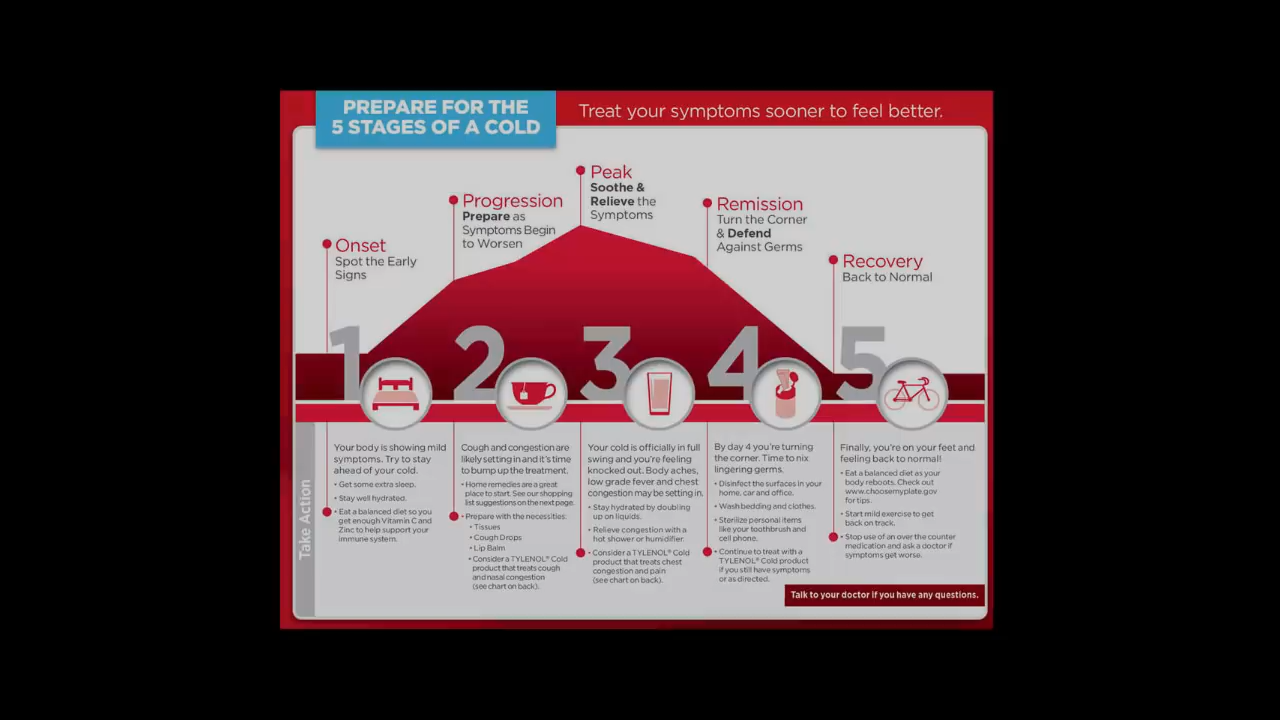 PREPARE FOR THE
5 STAGES OF A COLD
Treat your symptoms sooner to feel better.
Onset
Spot the Early
Signs
Progression
Prepare as
Symptoms Begin
to Worsen
Peak
Soothe &
Relieve the
Symptoms
Remission
Turn the Corner
& Defend
Against Germs
Recovery
Back to Normal
1
2
3
4
5
Take Action
Your body is showing mild
symptoms. Try to stay
ahead of your cold.
• Get some extra sleep.
• Stay well hydrated.
• Eat a balanced diet so you
get enough Vitamin C and
Zinc to help support your
immune system.
Cough and congestion are
likely setting in and it's time
to bump up the treatment.
• Home remedies are a great
place to start. See our shopping
list suggestions on the next page.
• Prepare with the necessities:
• Tissues
• Cough Drops
• Lip Balm
• Consider a TYLENOL® Cold
product that treats cough
and nasal congestion
(see chart on back).
Your cold is officially in full
swing and you're feeling
knocked out. Body aches,
low grade fever and chest
congestion may be setting in.
• Stay hydrated by doubling
up on liquids.
• Relieve congestion with a
hot shower or humidifier.
• Consider a TYLENOL® Cold
product that treats chest
congestion and pain
(see chart on back).
By day 4 you're turning
the corner. Time to nix
lingering germs.
• Disinfect the surfaces in your
home, car and office.
• Wash bedding and clothes.
• Sterilize personal items
like your toothbrush and
cell phone.
• Continue to treat with a
TYLENOL® Cold product
if you still have symptoms
or as directed.
Finally, you're on your feet and
feeling back to normal!
• Eat a balanced diet as your
body reboots. Check out
www.choosemyplate.gov
for tips.
• Start mild exercise to get
back on track.
• Stop use of an over the counter
medication and ask a doctor if
symptoms get worse.
Talk to your doctor if you have any questions.